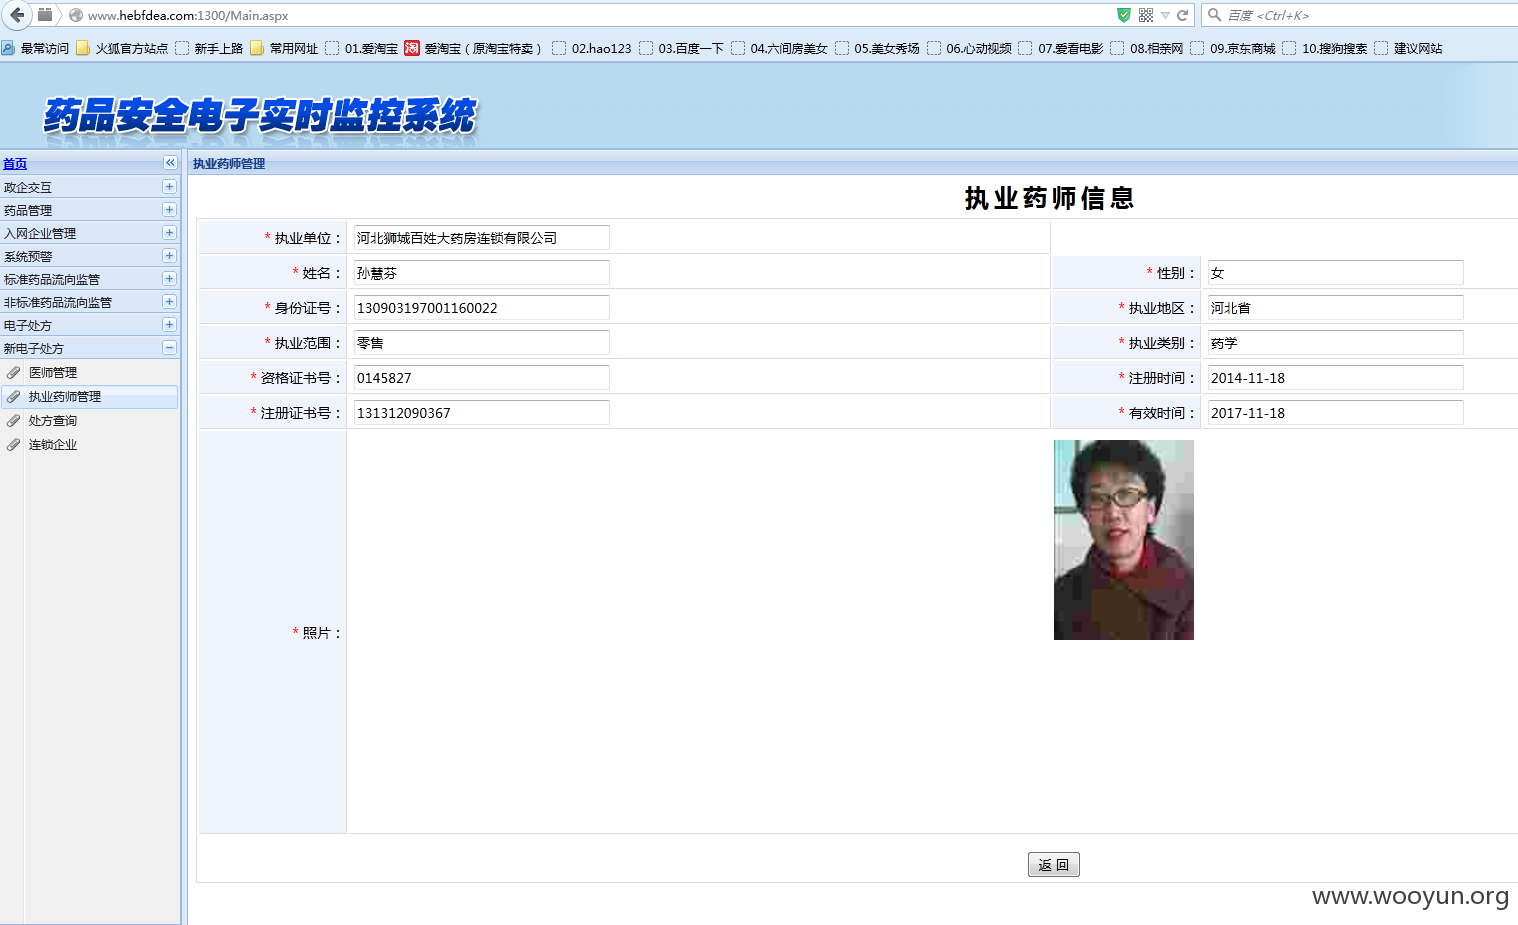 www.hebfdea.com:1300/Main.aspx
百度 <Ctrl+K>
最常访问 火狐官方站点 新手上路 常用网址 01.爱淘宝 淘 爱淘宝（原淘宝特卖） 02.hao123 03.百度一下 04.六间房美女 05.美女秀场 06.心动视频 07.爱看电影 08.相亲网 09.京东商城 10.搜狗搜索 建议网站
药品安全电子实时监控系统
首页
政企交互
药品管理
入网企业管理
系统预警
标准药品流向监管
非标准药品流向监管
电子处方
新电子处方
医师管理
执业药师管理
处方查询
连锁企业
执业药师管理
执业药师信息
* 执业单位： 河北狮城百姓大药房连锁有限公司
* 姓名： 孙慧芬 * 性别： 女
* 身份证号： 130903197001160022 * 执业地区： 河北省
* 执业范围： 零售 * 执业类别： 药学
* 资格证书号： 0145827 * 注册时间： 2014-11-18
* 注册证书号： 131312090367 * 有效时间： 2017-11-18
* 照片：
返 回
www.wooyun.org